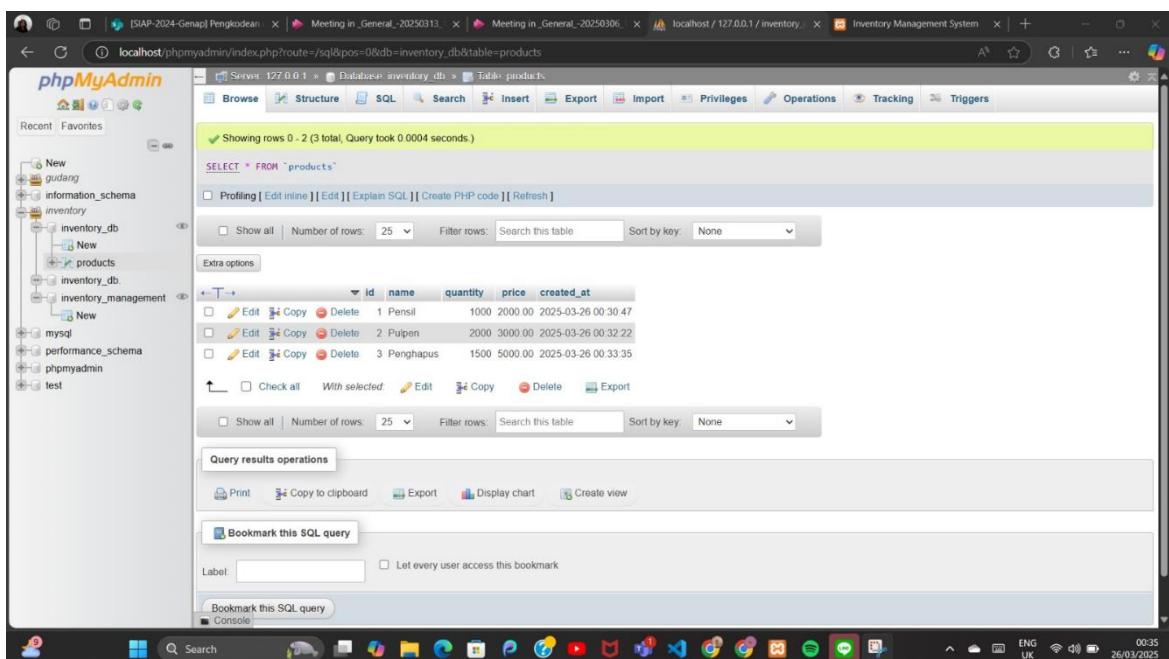 [SIAP-2024-Genap] Pengkodean
Meeting in _General_-20250313_
Meeting in _General_-20250306_
localhost / 127.0.0.1 / inventory_
Inventory Management System
localhost/phpmyadmin/index.php?route=/sql&pos=0&db=inventory_db&table=products
phpMyAdmin
Recent Favorites
New
gudang
information_schema
inventory
inventory_db
New
products
inventory_db.
inventory_management
New
mysql
performance_schema
phpmyadmin
test
Server: 127.0.0.1 » Database: inventory_db » Table: products
Browse Structure SQL Search Insert Export Import Privileges Operations Tracking Triggers
Showing rows 0 - 2 (3 total, Query took 0.0004 seconds.)
SELECT * FROM `products`
Profiling [ Edit inline ] [ Edit ] [ Explain SQL ] [ Create PHP code ] [ Refresh ]
Show all | Number of rows: 25 Filter rows: Search this table Sort by key: None
Extra options
←T→ id name quantity price created_at
Edit Copy Delete 1 Pensil 1000 2000.00 2025-03-26 00:30:47
Edit Copy Delete 2 Pulpen 2000 3000.00 2025-03-26 00:32:22
Edit Copy Delete 3 Penghapus 1500 5000.00 2025-03-26 00:33:35
Check all With selected: Edit Copy Delete Export
Show all | Number of rows: 25 Filter rows: Search this table Sort by key: None
Query results operations
Print Copy to clipboard Export Display chart Create view
Bookmark this SQL query
Label: Let every user access this bookmark
Bookmark this SQL query
Console
9 Search ENG UK 00:35 26/03/2025